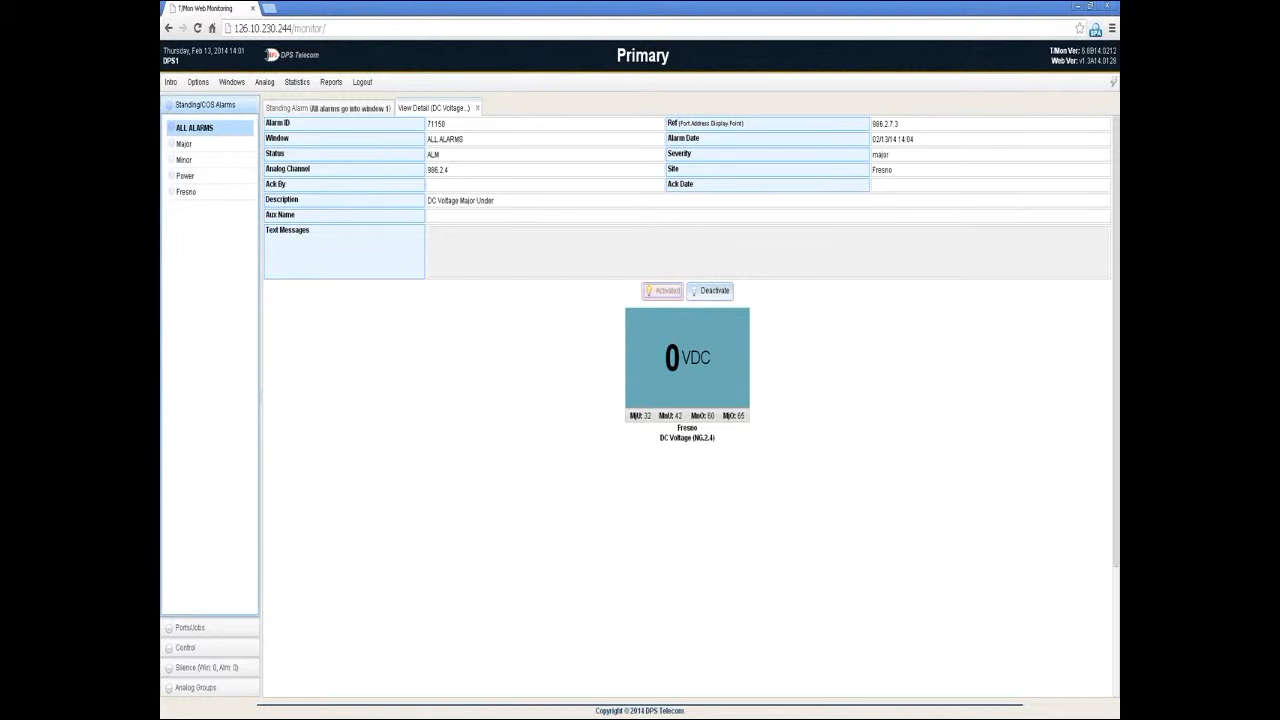 T/Mon Web Monitoring
126.10.230.244/monitor/
Thursday, Feb 13, 2014 14:01
DPS1
DPS Telecom
Primary
T/Mon Ver: 6.8B14.0212
Web Ver: v1.3A14.0128
Intro Options Windows Analog Statistics Reports Logout
Standing/COS Alarms
ALL ALARMS
Major
Minor
Power
Fresno
Ports/Jobs
Control
Silence (Win: 0, Alm: 0)
Analog Groups
Standing Alarm (All alarms go into window 1) View Detail (DC Voltage...)
Alarm ID 71150 Ref (Port.Address.Display.Point) 986.2.7.3
Window ALL ALARMS Alarm Date 02/13/14 14:04
Status ALM Severity major
Analog Channel 986.2.4 Site Fresno
Ack By Ack Date
Description DC Voltage Major Under
Aux Name
Text Messages
Activated Deactivate
0 VDC
MjU: 32 MnU: 42 MnO: 60 MjO: 65
Fresno
DC Voltage (NG.2.4)
Copyright © 2014 DPS Telecom